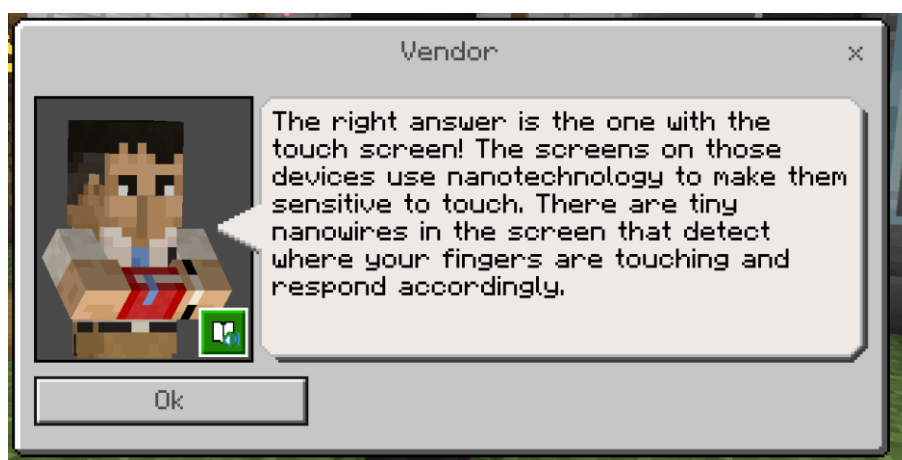 Vendor
The right answer is the one with the
touch screen! The screens on those
devices use nanotechnology to make them
sensitive to touch. There are tiny
nanowires in the screen that detect
where your fingers are touching and
respond accordingly.
Ok